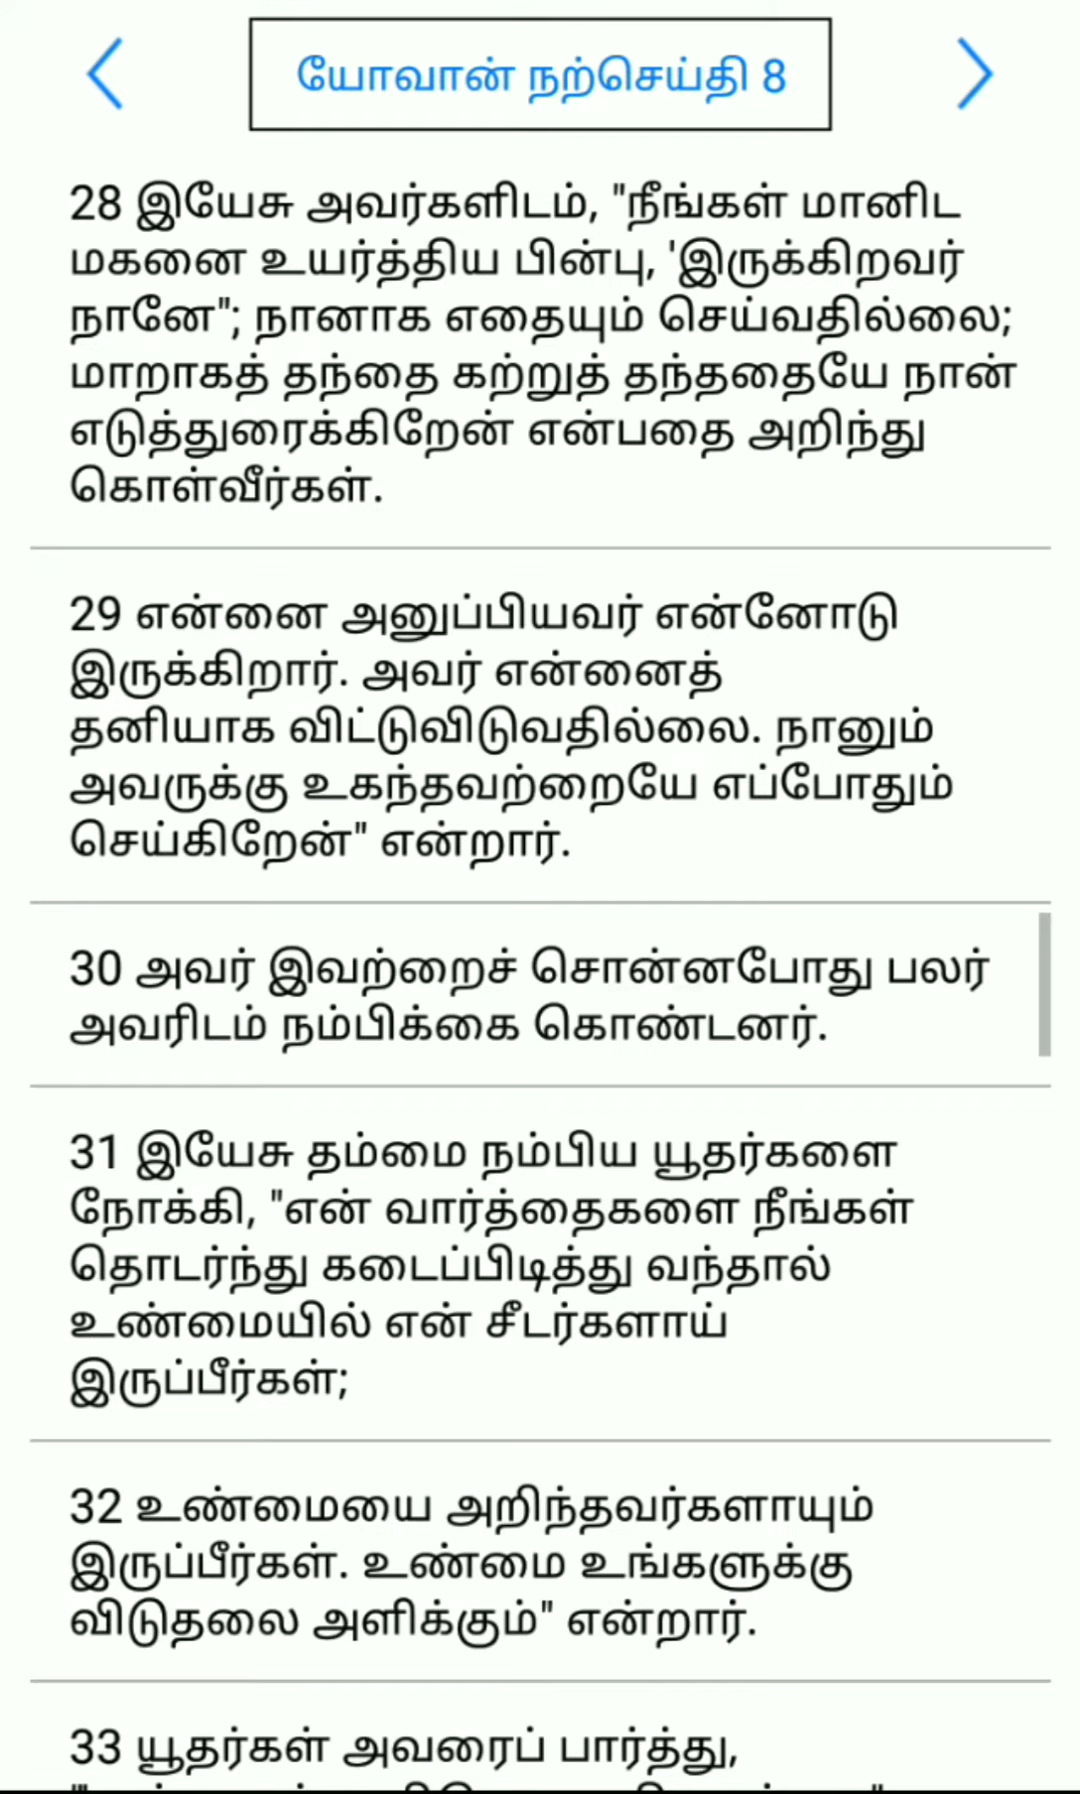 யோவான் நற்செய்தி 8
28 இயேசு அவர்களிடம், "நீங்கள் மானிட
மகனை உயர்த்திய பின்பு, 'இருக்கிறவர்
நானே"; நானாக எதையும் செய்வதில்லை;
மாறாகத் தந்தை கற்றுத் தந்ததையே நான்
எடுத்துரைக்கிறேன் என்பதை அறிந்து
கொள்வீர்கள்.
29 என்னை அனுப்பியவர் என்னோடு
இருக்கிறார். அவர் என்னைத்
தனியாக விட்டுவிடுவதில்லை. நானும்
அவருக்கு உகந்தவற்றையே எப்போதும்
செய்கிறேன்" என்றார்.
30 அவர் இவற்றைச் சொன்னபோது பலர்
அவரிடம் நம்பிக்கை கொண்டனர்.
31 இயேசு தம்மை நம்பிய யூதர்களை
நோக்கி, "என் வார்த்தைகளை நீங்கள்
தொடர்ந்து கடைப்பிடித்து வந்தால்
உண்மையில் என் சீடர்களாய்
இருப்பீர்கள்;
32 உண்மையை அறிந்தவர்களாயும்
இருப்பீர்கள். உண்மை உங்களுக்கு
விடுதலை அளிக்கும்" என்றார்.
33 யூதர்கள் அவரைப் பார்த்து,